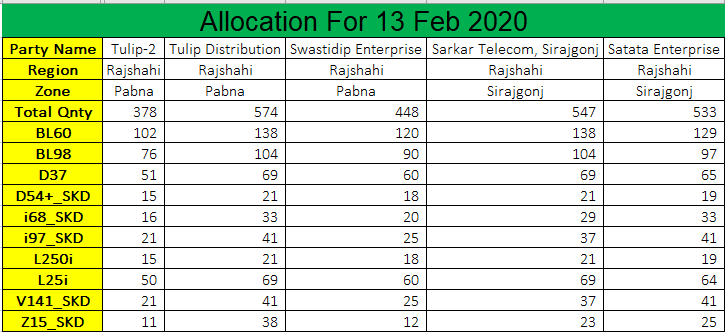 Allocation For 13 Feb 2020
Party Name Tulip-2 Tulip Distribution Swastidip Enterprise Sarkar Telecom, Sirajgonj Satata Enterprise
Region Rajshahi Rajshahi Rajshahi Rajshahi Rajshahi
Zone Pabna Pabna Pabna Sirajgonj Sirajgonj
Total Qnty 378 574 448 547 533
BL60 102 138 120 138 129
BL98 76 104 90 104 97
D37 51 69 60 69 65
D54+_SKD 15 21 18 21 19
i68_SKD 16 33 20 29 33
i97_SKD 21 41 25 37 41
L250i 15 21 18 21 19
L25i 50 69 60 69 64
V141_SKD 21 41 25 37 41
Z15_SKD 11 38 12 23 25